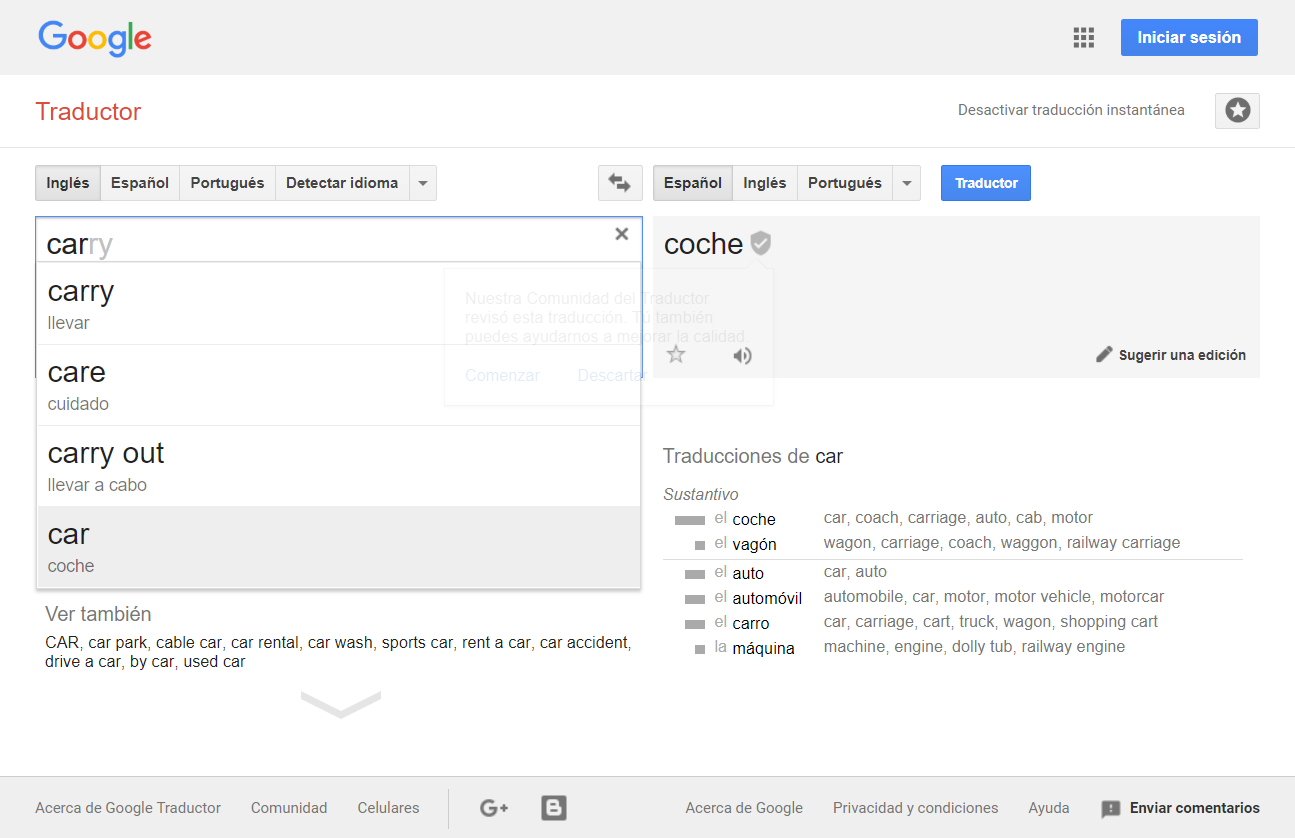 Google
Iniciar sesión
Traductor
Desactivar traducción instantánea
Inglés Español Portugués Detectar idioma
Español Inglés Portugués Traductor
carry
carry
llevar
care
cuidado
carry out
llevar a cabo
car
coche
coche
Nuestra Comunidad del Traductor
revisó esta traducción. Tú también
puedes ayudarnos a mejorar la calidad
Comenzar Descartar
Sugerir una edición
Ver también
CAR, car park, cable car, car rental, car wash, sports car, rent a car, car accident,
drive a car, by car, used car
Traducciones de car
Sustantivo
el coche car, coach, carriage, auto, cab, motor
el vagón wagon, carriage, coach, waggon, railway carriage
el auto car, auto
el automóvil automobile, car, motor, motor vehicle, motorcar
el carro car, carriage, cart, truck, wagon, shopping cart
la máquina machine, engine, dolly tub, railway engine
Acerca de Google Traductor Comunidad Celulares G+ B Acerca de Google Privacidad y condiciones Ayuda Enviar comentarios